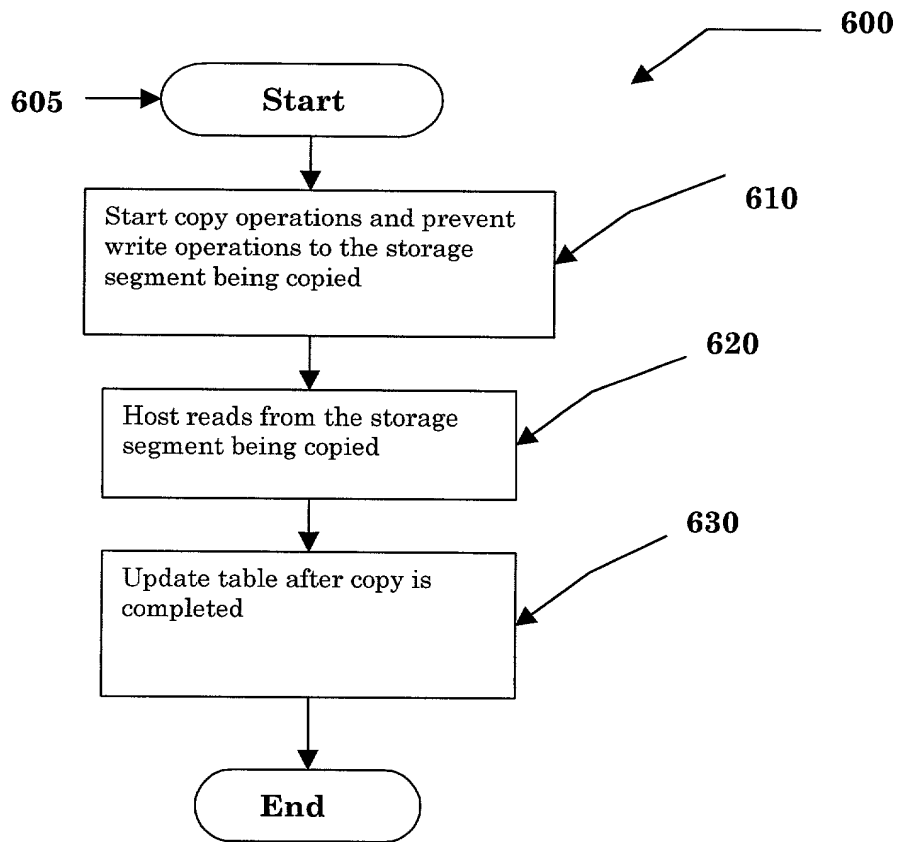 600
605
Start
Start copy operations and prevent
write operations to the storage
segment being copied
610
620
Host reads from the storage
segment being copied
630
Update table after copy is
completed
End